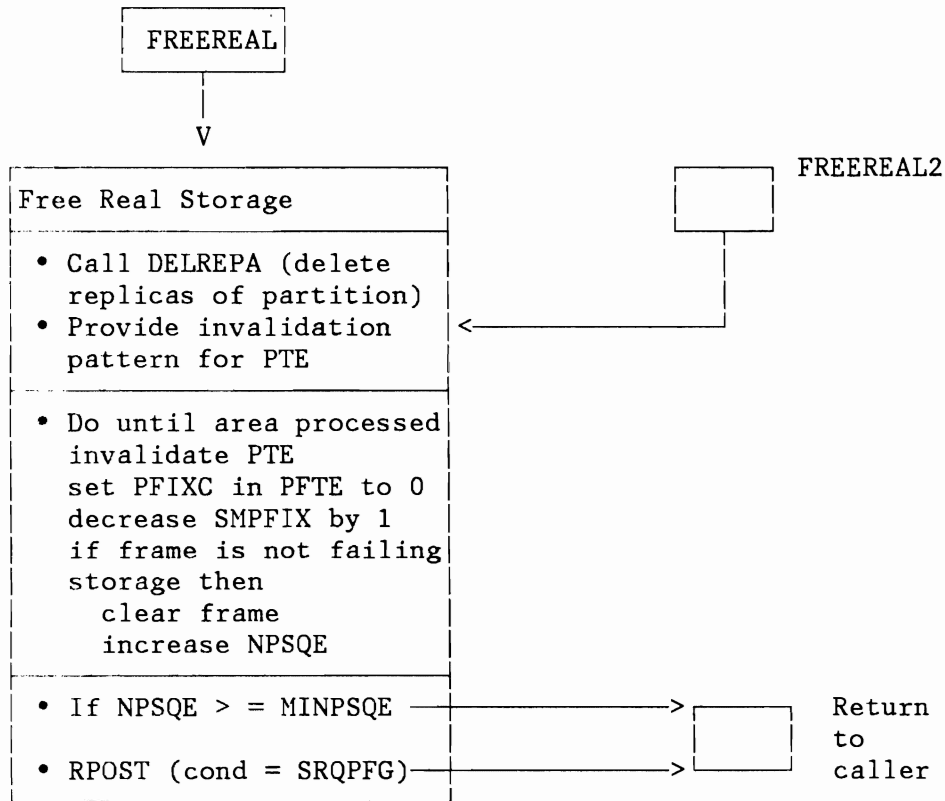 FREEREAL
V
FREEREAL2
Free Real Storage
• Call DELREPA (delete
replicas of partition)
• Provide invalidation
pattern for PTE
• Do until area processed
invalidate PTE
set PFIXC in PFTE to 0
decrease SMPFIX by 1
if frame is not failing
storage then
clear frame
increase NPSQE
• If NPSQE > = MINPSQE
• RPOST (cond = SRQPFG)
Return
to
caller